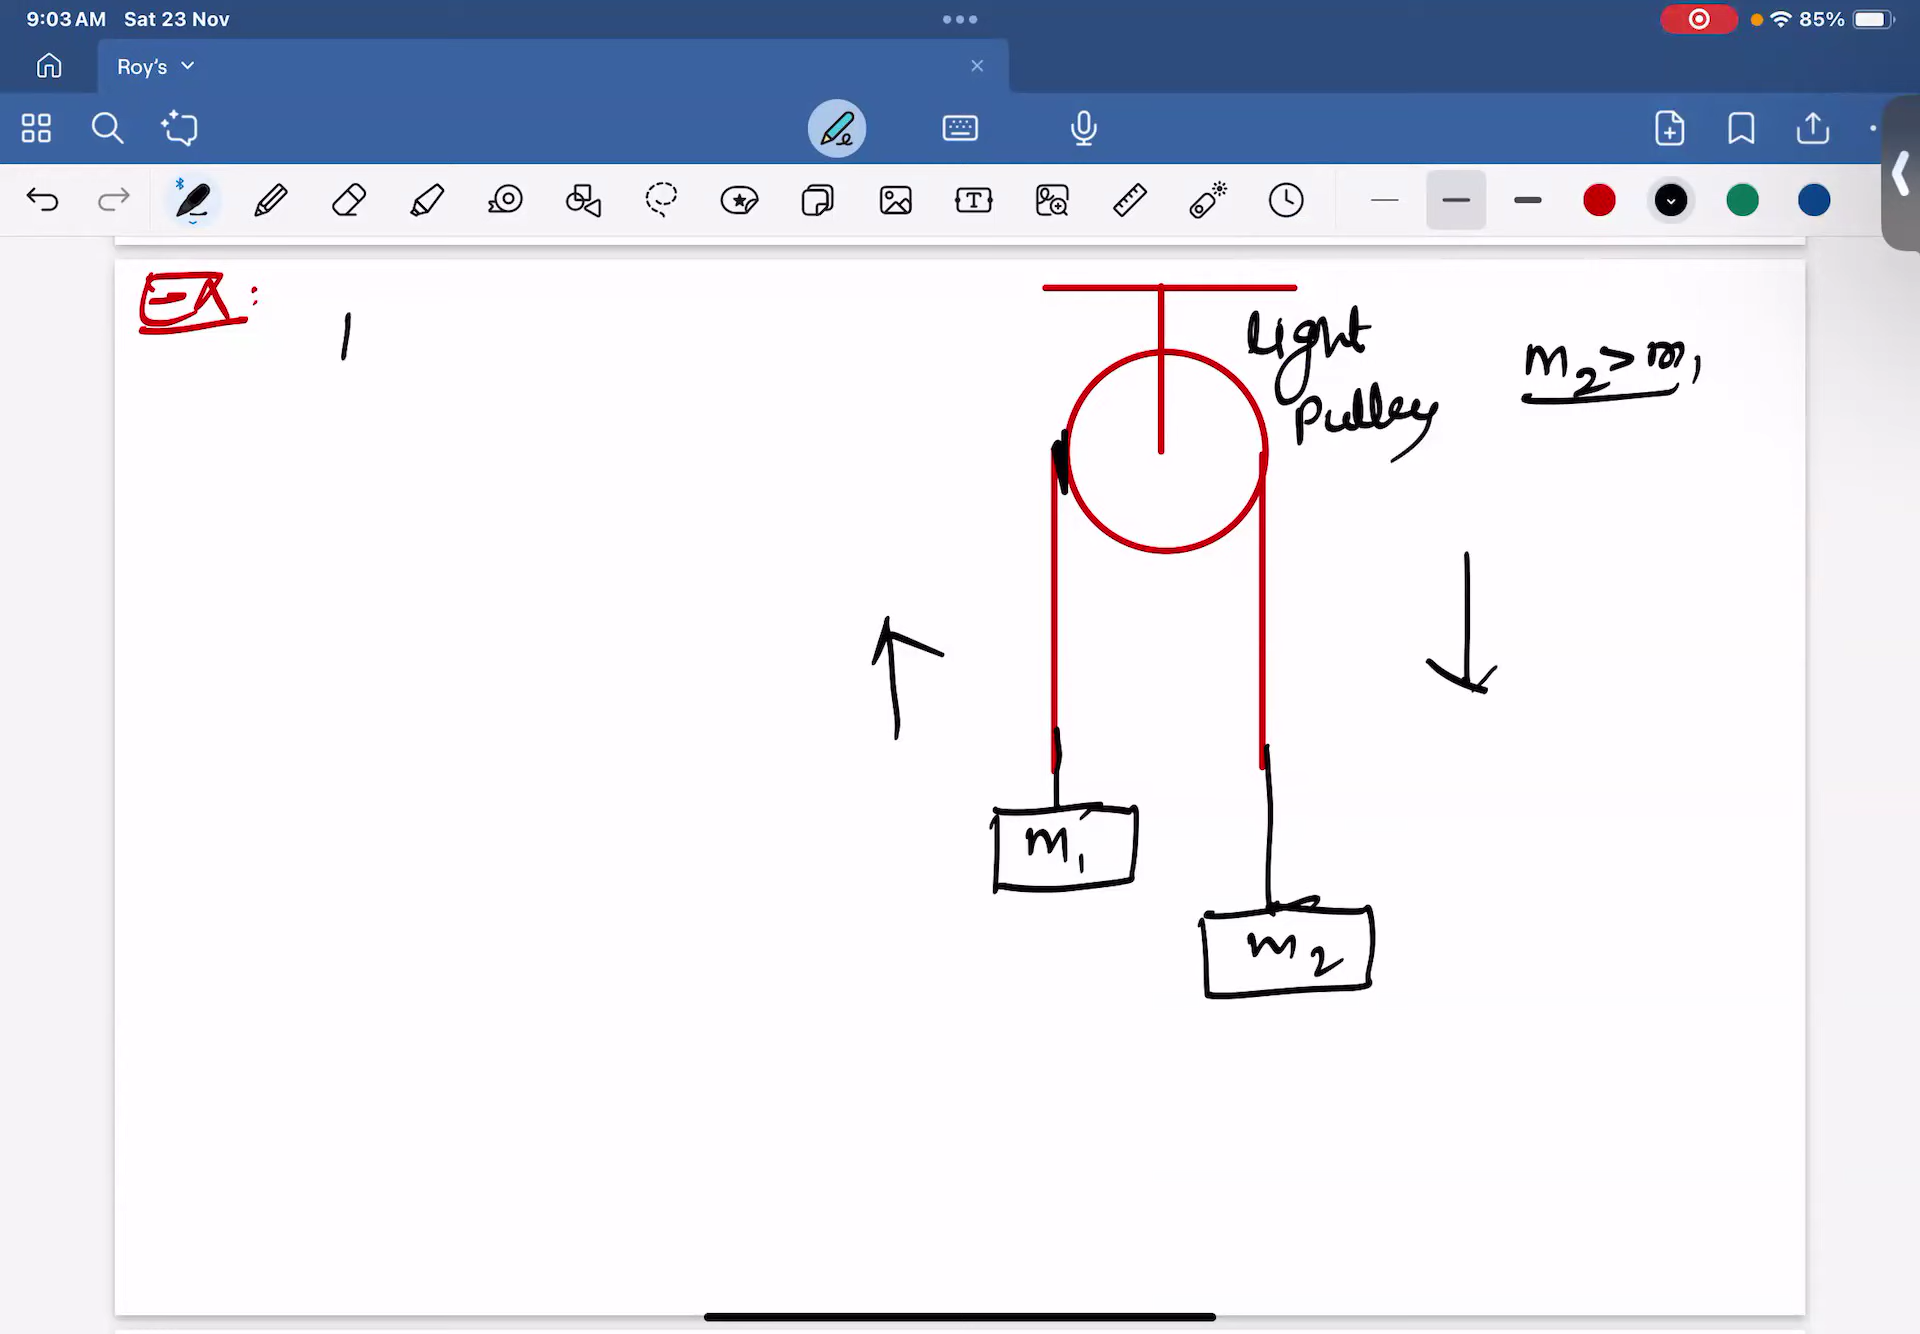 9:03 AM Sat 23 Nov
85%
Roy's
T
EX:
Light
Pulley
m₂ > m₁
m₁
m₂